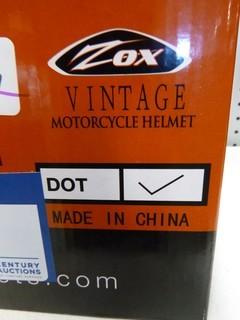 ZOX
VINTAGE
MOTORCYCLE HELMET
DOT
MADE IN CHINA
CENTURY
AUCTIONS
.com